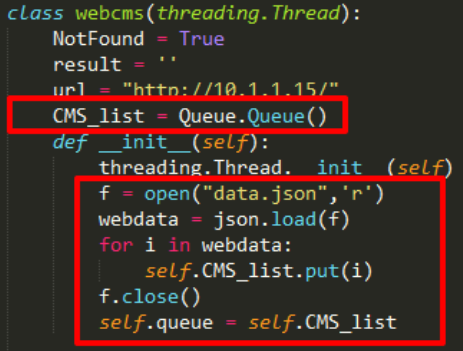 class webcms(threading.Thread):
    NotFound = True
    result = ''
    url = "http://10.1.1.15/"
    CMS_list = Queue.Queue()
    def __init__(self):
        threading.Thread.__init__(self)
        f = open("data.json",'r')
        webdata = json.load(f)
        for i in webdata:
            self.CMS_list.put(i)
        f.close()
        self.queue = self.CMS_list